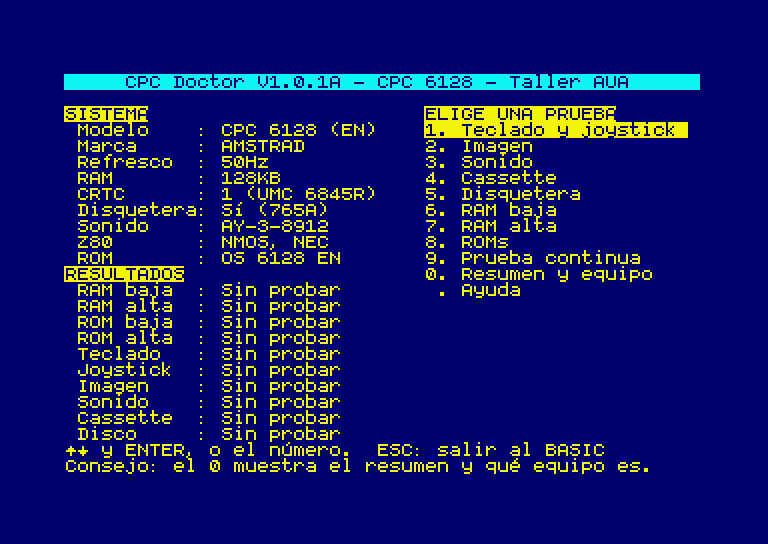 CPC Doctor V1.0.1A - CPC 6128 - Taller AUA
SISTEMA
Modelo : CPC 6128 (EN)
Marca : AMSTRAD
Refresco : 50Hz
RAM : 128KB
CRTC : 1 (UMC 6845R)
Disquetera: Sí (765A)
Sonido : AY-3-8912
Z80 : NMOS, NEC
ROM : OS 6128 EN
RESULTADOS
RAM baja : Sin probar
RAM alta : Sin probar
ROM baja : Sin probar
ROM alta : Sin probar
Teclado : Sin probar
Joystick : Sin probar
Imagen : Sin probar
Sonido : Sin probar
Cassette : Sin probar
Disco : Sin probar
ELIGE UNA PRUEBA
1. Teclado y joystick
2. Imagen
3. Sonido
4. Cassette
5. Disquetera
6. RAM baja
7. RAM alta
8. ROMs
9. Prueba continua
0. Resumen y equipo
. Ayuda
↑↓ y ENTER, o el número. ESC: salir al BASIC
Consejo: el 0 muestra el resumen y qué equipo es.